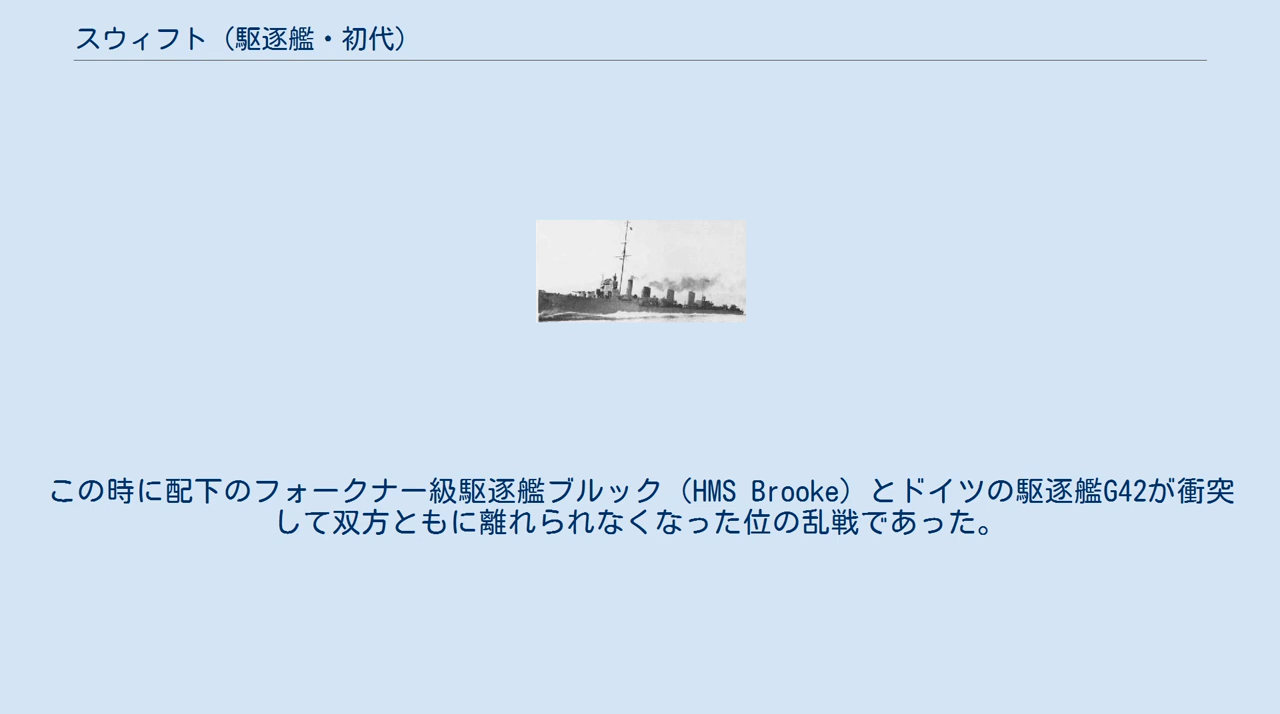 スウィフト（駆逐艦・初代）
この時に配下のフォークナー級駆逐艦ブルック（HMS Brooke）とドイツの駆逐艦G42が衝突
して双方ともに離れられなくなった位の乱戦であった。